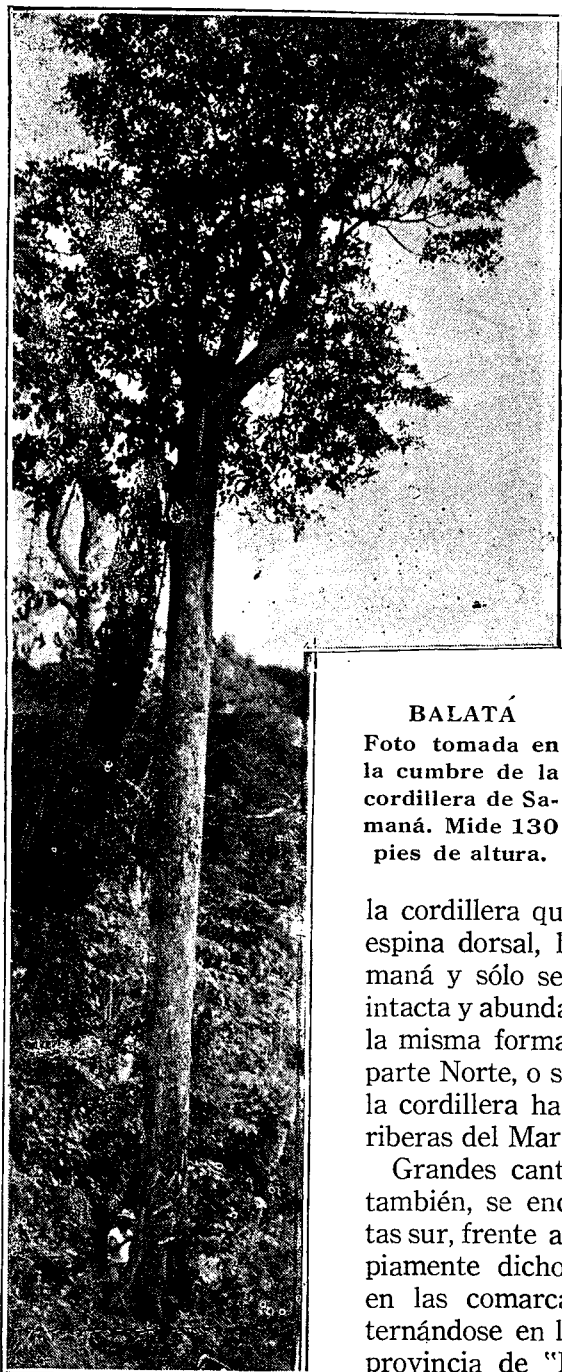 BALATÁ
Foto tomada en
la cumbre de la
cordillera de Sa-
maná. Mide 130
pies de altura.
la cordillera qu
espina dorsal, h
maná y sólo se
intacta y abunda
la misma forma
parte Norte, o s
la cordillera ha
riberas del Mar
Grandes cant
también, se enc
tas sur, frente a
piamente dicho
en las comarca
ternándose en l
provincia de "